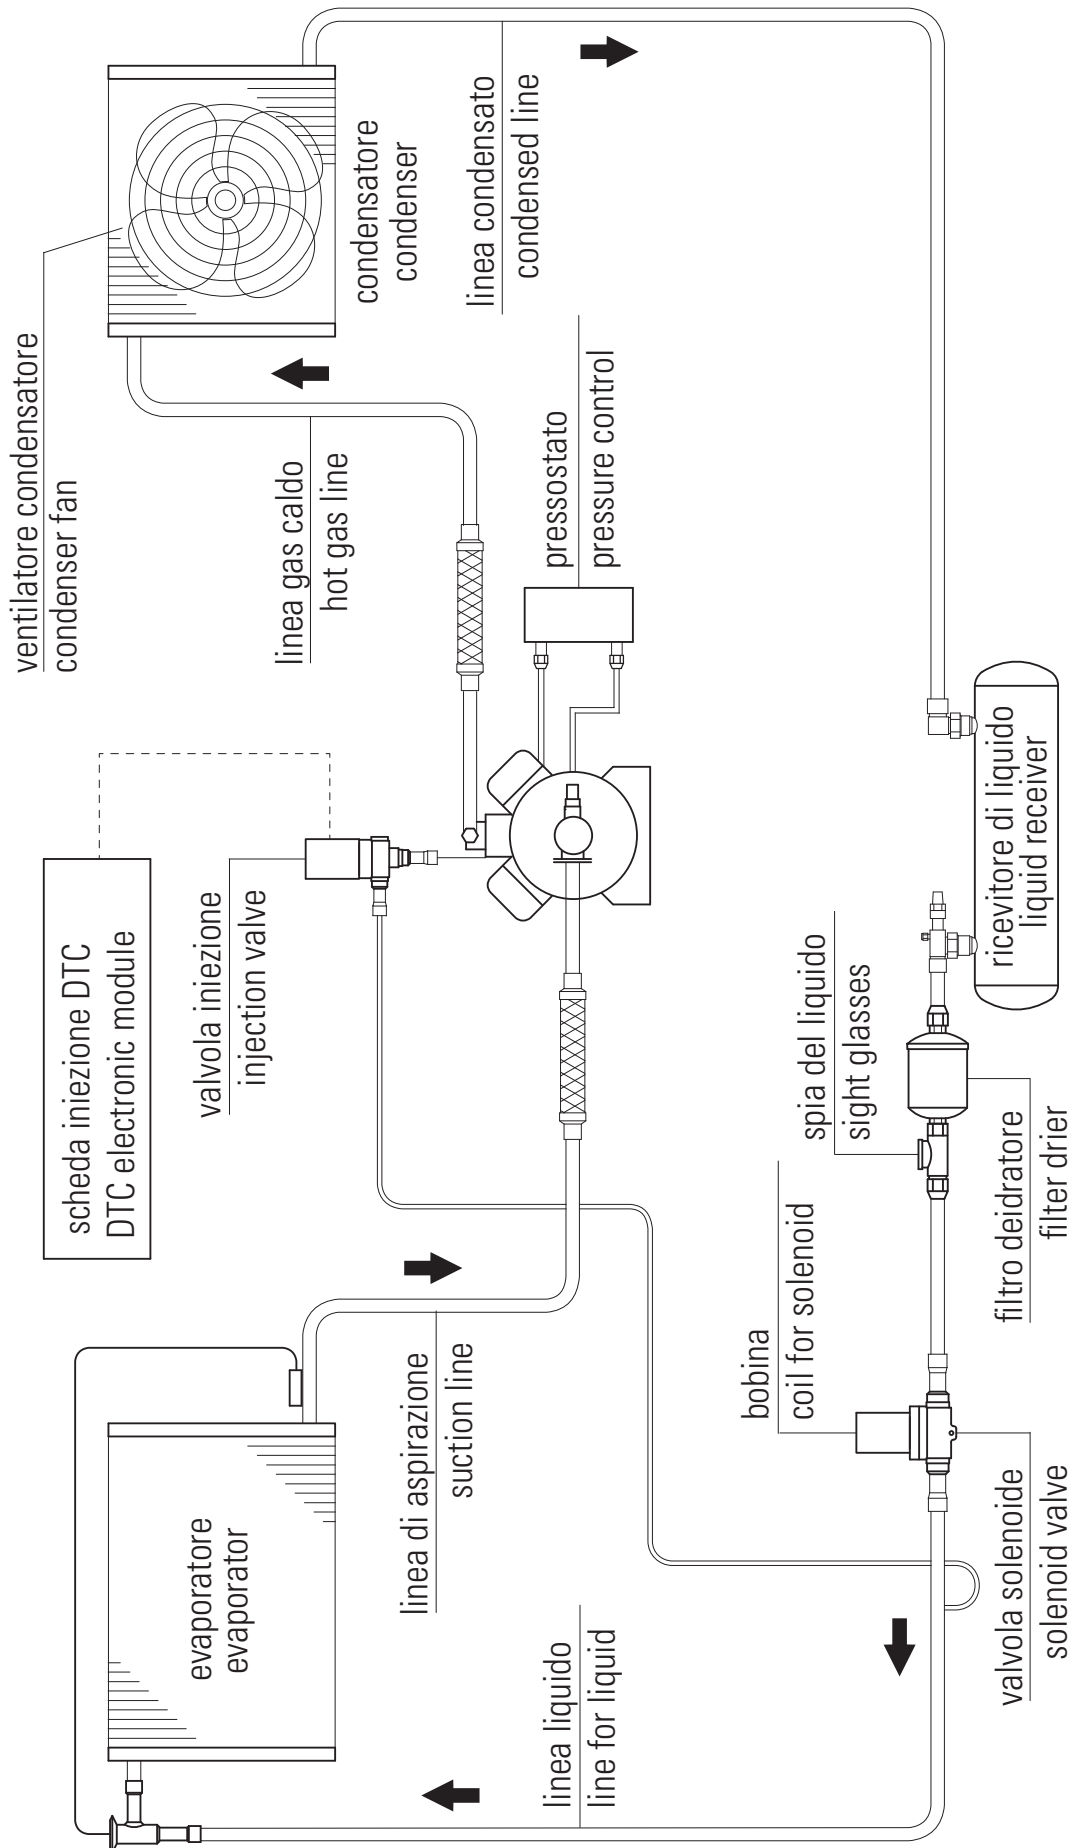 scheda iniezione DTC
DTC electronic module
ventilatore condensatore
condenser fan
evaporatore
evaporator
valvola iniezione
injection valve
linea gas caldo
hot gas line
condensatore
condenser
linea di aspirazione
suction line
linea condensato
condensed line
linea liquido
line for liquid
pressostato
pressure control
bobina
coil for solenoid
spia del liquido
sight glasses
valvola solenoide
solenoid valve
filtro deidratore
filter drier
ricevitore di liquido
liquid receiver